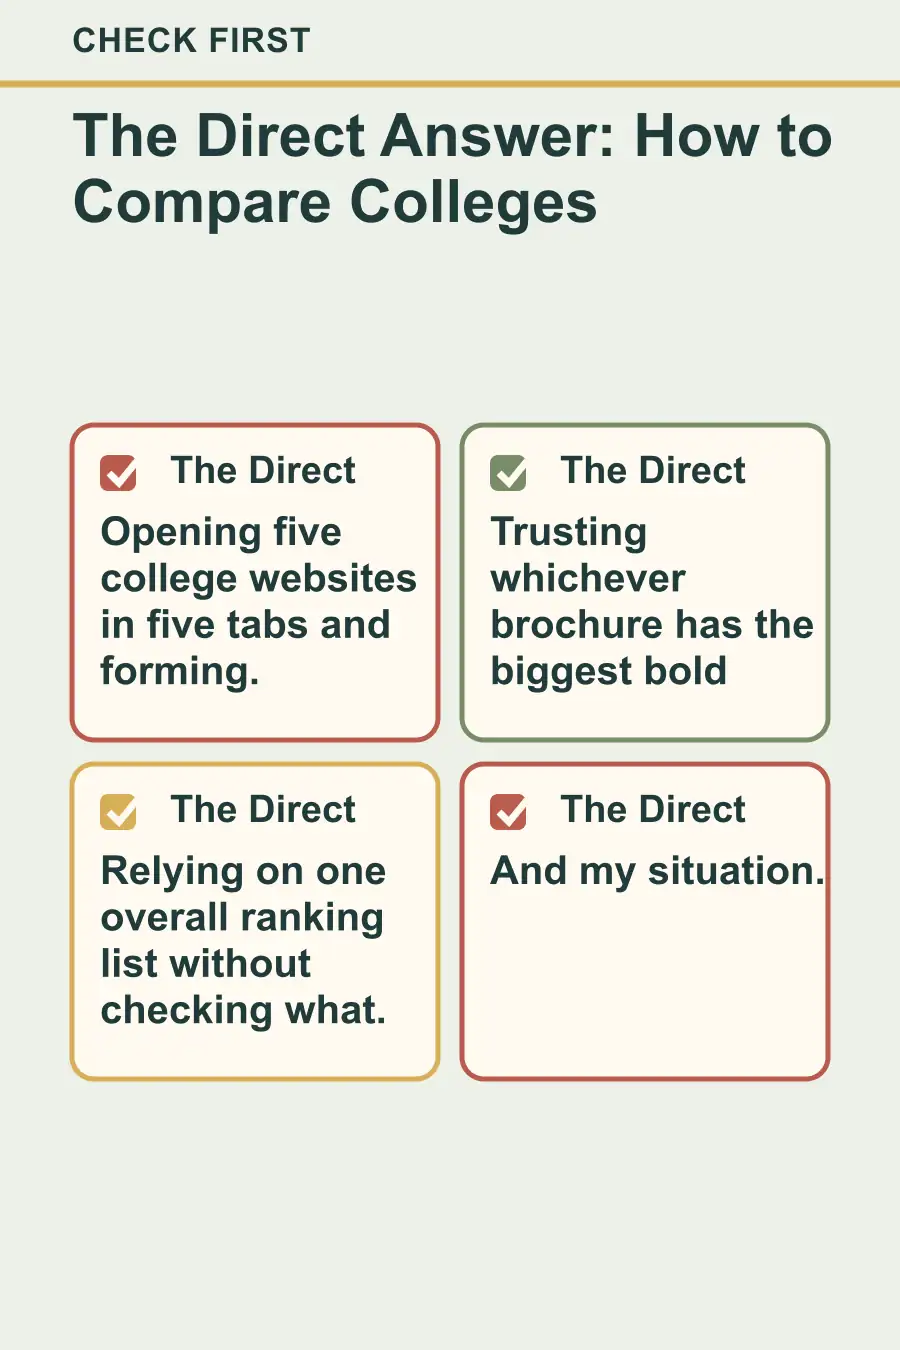 CHECK FIRST
The Direct Answer: How to
Compare Colleges
The Direct
Opening five
college websites
in five tabs and
forming.
The Direct
Trusting
whichever
brochure has the
biggest bold
The Direct
Relying on one
overall ranking
list without
checking what.
The Direct
And my situation.